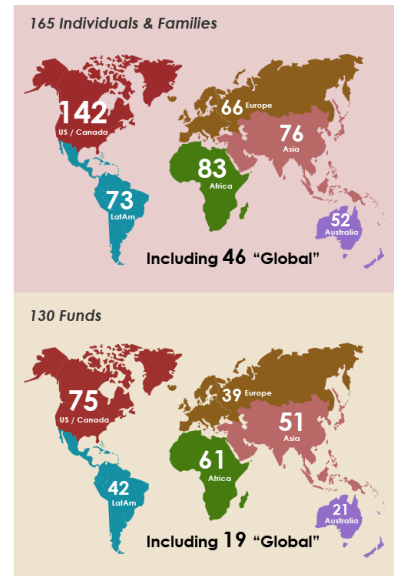 165 Individuals & Families
142
US / Canada
66 Europe
76
Asia
83
Africa
73
LatAm
52
Australia
Including 46 “Global”
130 Funds
75
US / Canada
39 Europe
51
Asia
61
Africa
42
LatAm
21
Australia
Including 19 “Global”